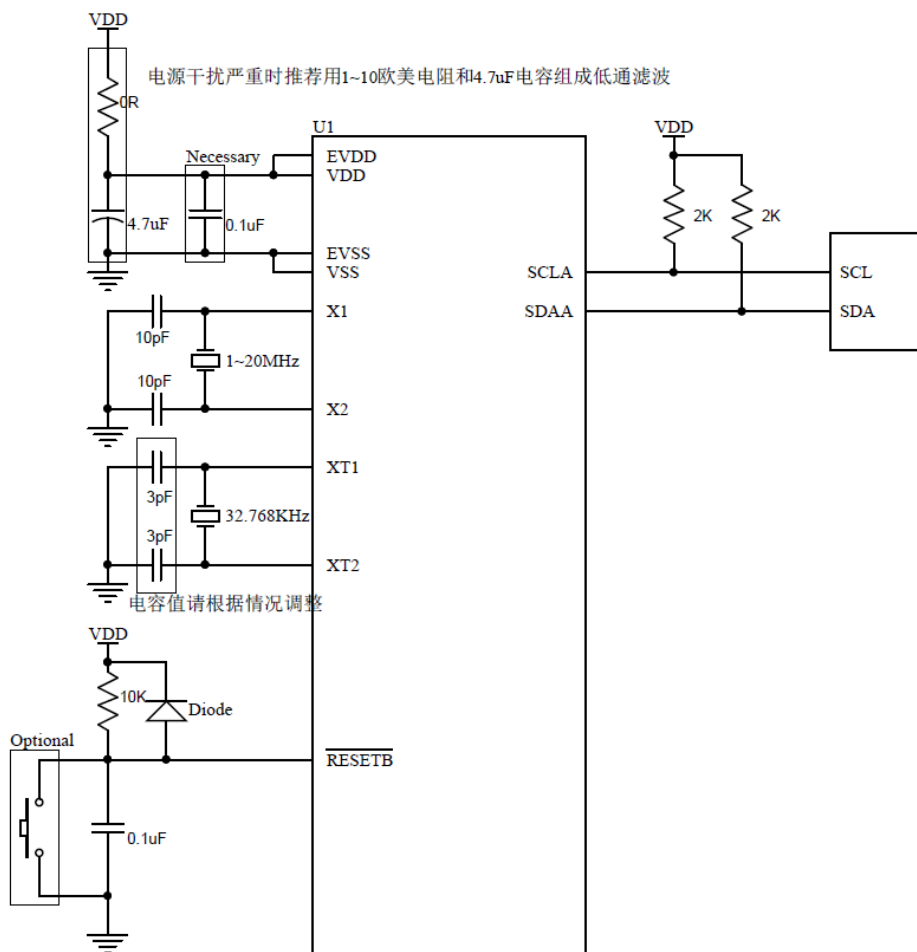 VDD
电源干扰严重时推荐用1~10欧美电阻和4.7uF电容组成低通滤波
0R
U1
VDD
Necessary
EVDD
VDD
4.7uF
0.1uF
2K
2K
EVSS
VSS
SCLA
SCL
X1
SDAA
SDA
10pF
1~20MHz
10pF
X2
XT1
3pF
32.768KHz
3pF
XT2
电容值请根据情况调整
VDD
10K
Diode
Optional
RESETB
0.1uF